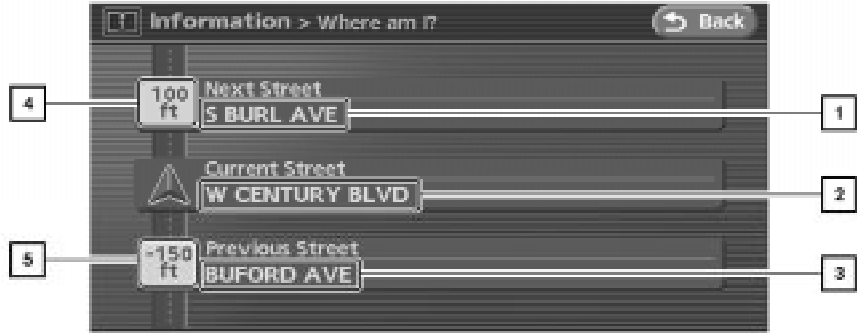 i Information > Where am I?
Back
4
100
ft
Next Street
S BURL AVE
1
Current Street
W CENTURY BLVD
2
5
-150
ft
Previous Street
BUFORD AVE
3